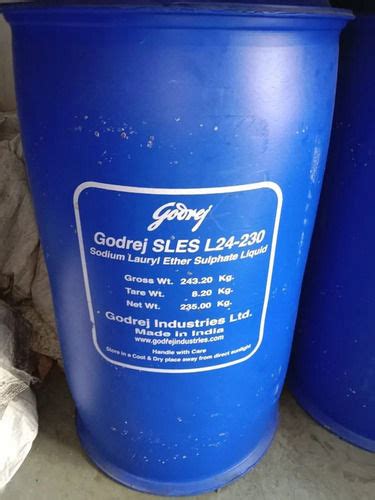 Godrej
Godrej SLES L24-230
Sodium Lauryl Ether Sulphate Liquid
Gross Wt. 243.20 Kg.
Tare Wt. 8.20 Kg.
Net Wt. 235.00 Kg.
Godrej Industries Ltd.
Made in India
www.godrejindustries.com
Handle with Care
Store in a Cool & Dry place away from direct sunlight